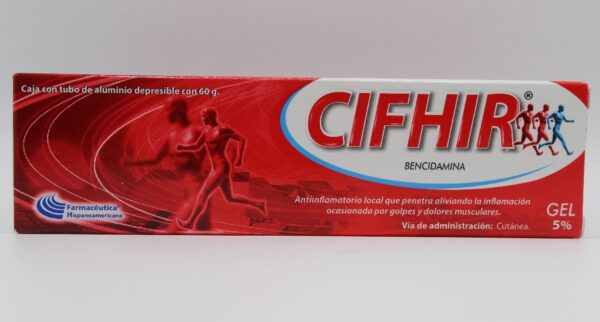 Caja con tubo de aluminio depresible con 60 g.
CIFHIR®
BENCIDAMINA
Antiinflamatorio local que penetra aliviando la inflamación
ocasionada por golpes y dolores musculares.
Vía de administración: Cutánea.
GEL
5%
Farmacéutica
Hispanoamericana